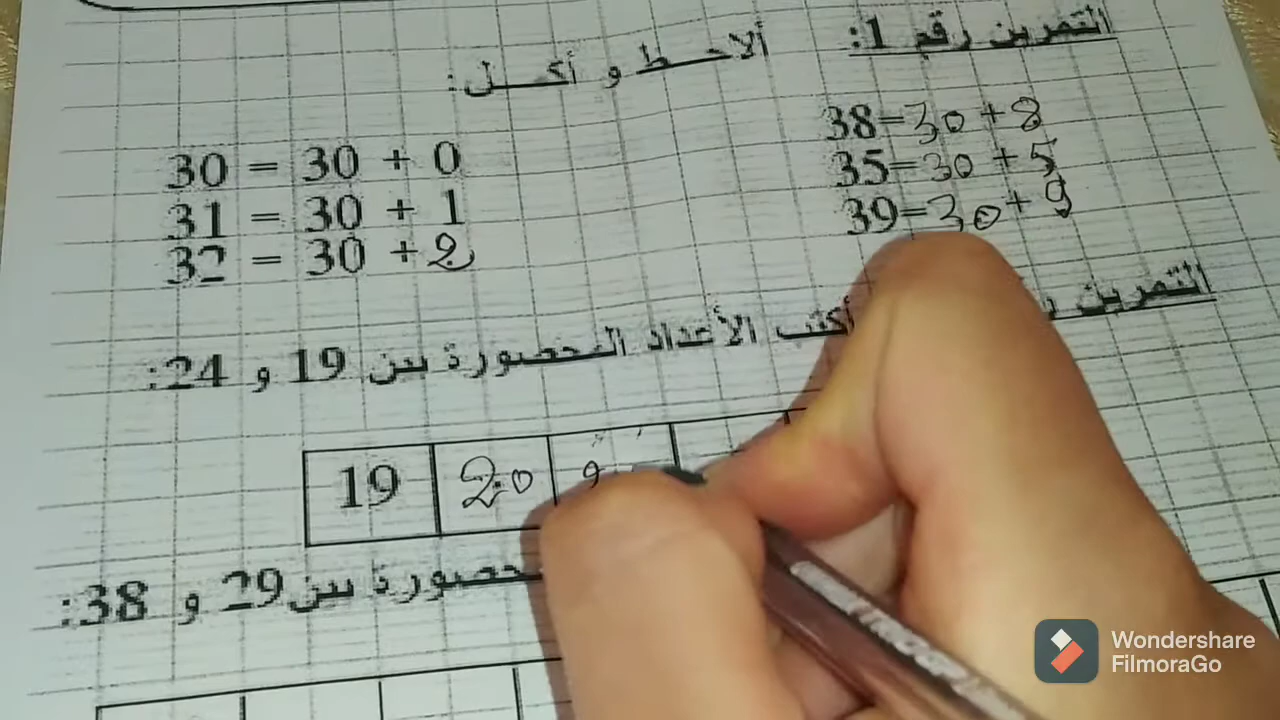 التمرين رقم 1: ألاحظ و أكمل:
38=30+8
35=30+5
39=30+9
30 = 30 + 0
31 = 30 + 1
32 = 30 + 2
التمرين أكتب الأعداد المحصورة بين 19 و 24:
19 20
بين 29 و 38:
Wondershare
FilmoraGo